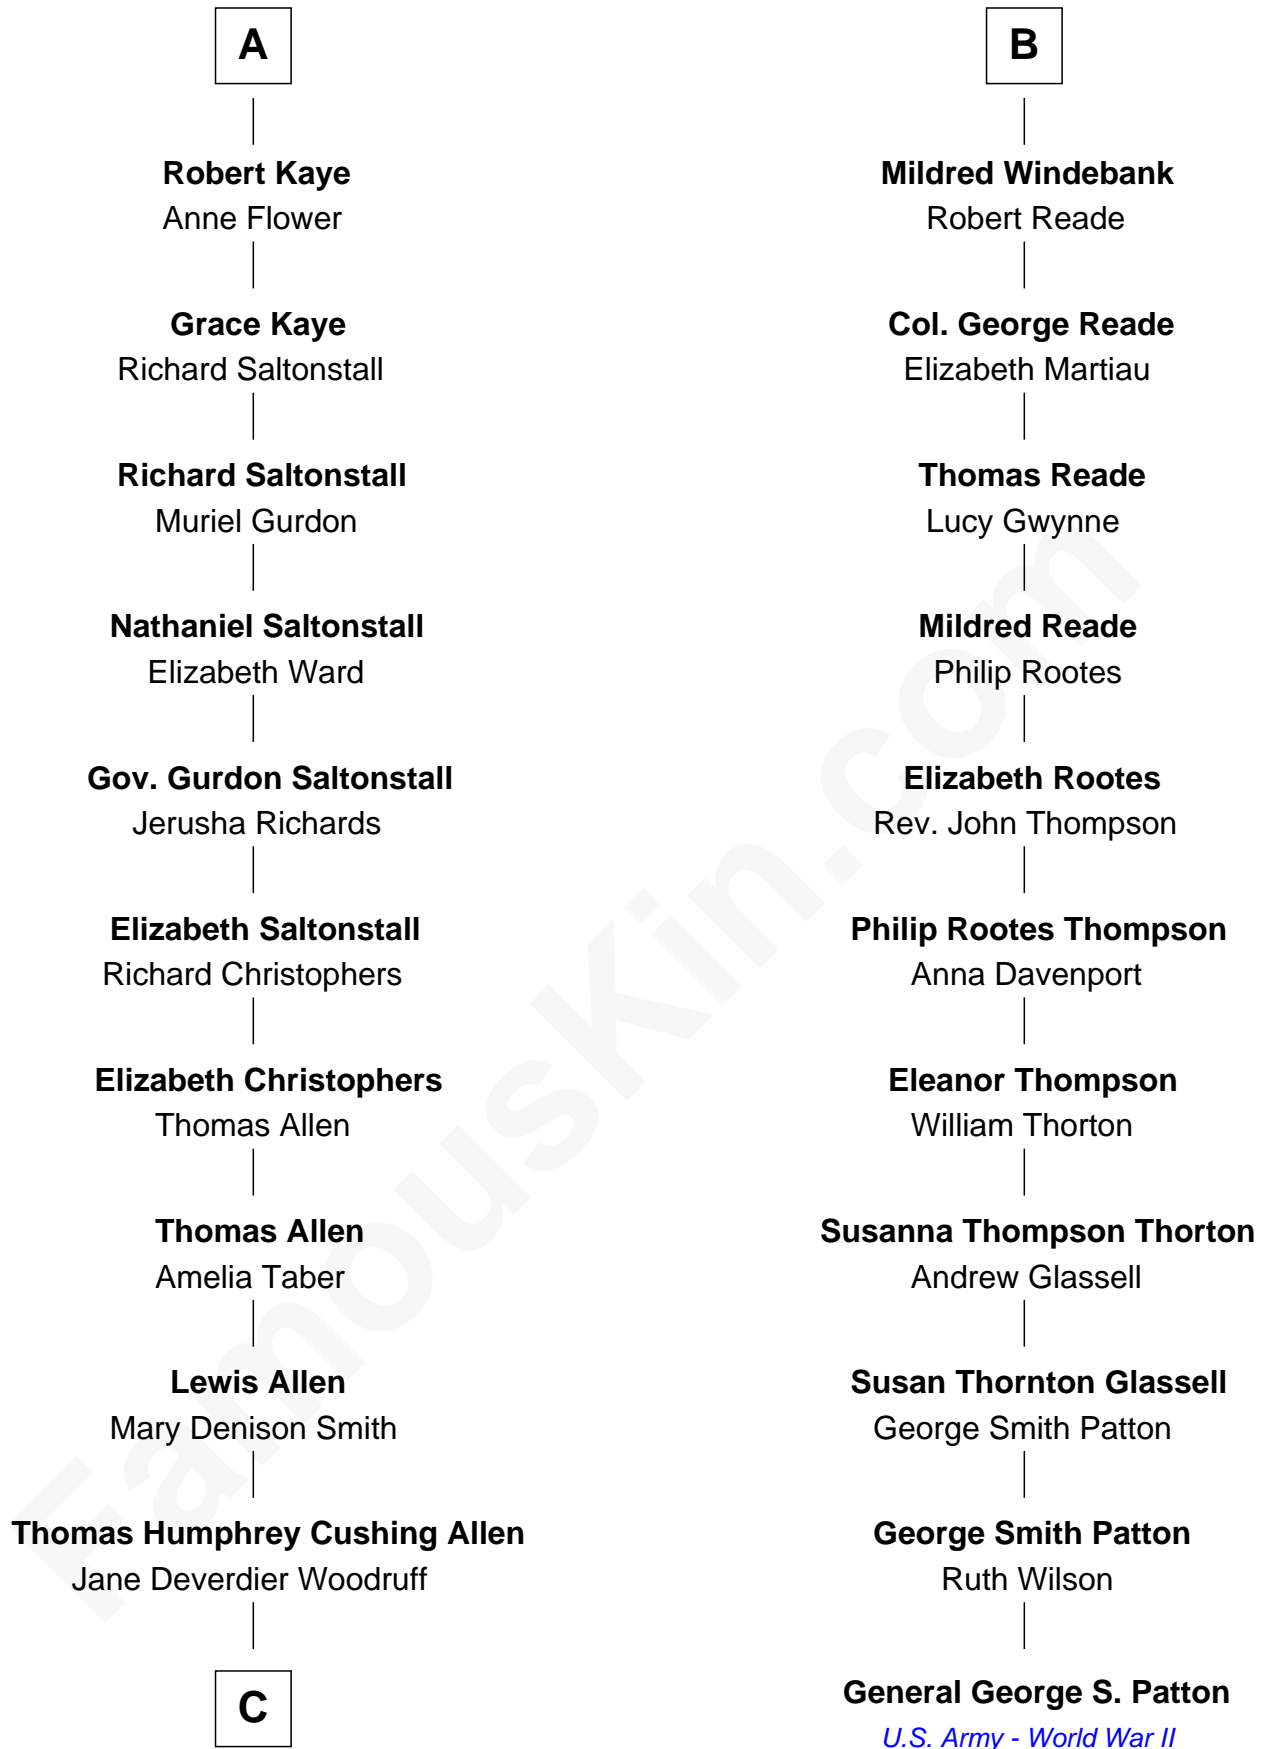 A
Robert Kaye
Anne Flower
Grace Kaye
Richard Saltonstall
Richard Saltonstall
Muriel Gurdon
Nathaniel Saltonstall
Elizabeth Ward
Gov. Gurdon Saltonstall
Jerusha Richards
Elizabeth Saltonstall
Richard Christophers
Elizabeth Christophers
Thomas Allen
Thomas Allen
Amelia Taber
Lewis Allen
Mary Denison Smith
Thomas Humphrey Cushing Allen
Jane Deverdier Woodruff
C
B
Mildred Windebank
Robert Reade
Col. George Reade
Elizabeth Martiau
Thomas Reade
Lucy Gwynne
Mildred Reade
Philip Rootes
Elizabeth Rootes
Rev. John Thompson
Philip Rootes Thompson
Anna Davenport
Eleanor Thompson
William Thorton
Susanna Thompson Thorton
Andrew Glassell
Susan Thornton Glassell
George Smith Patton
George Smith Patton
Ruth Wilson
General George S. Patton
U.S. Army - World War II
FamousKin.com